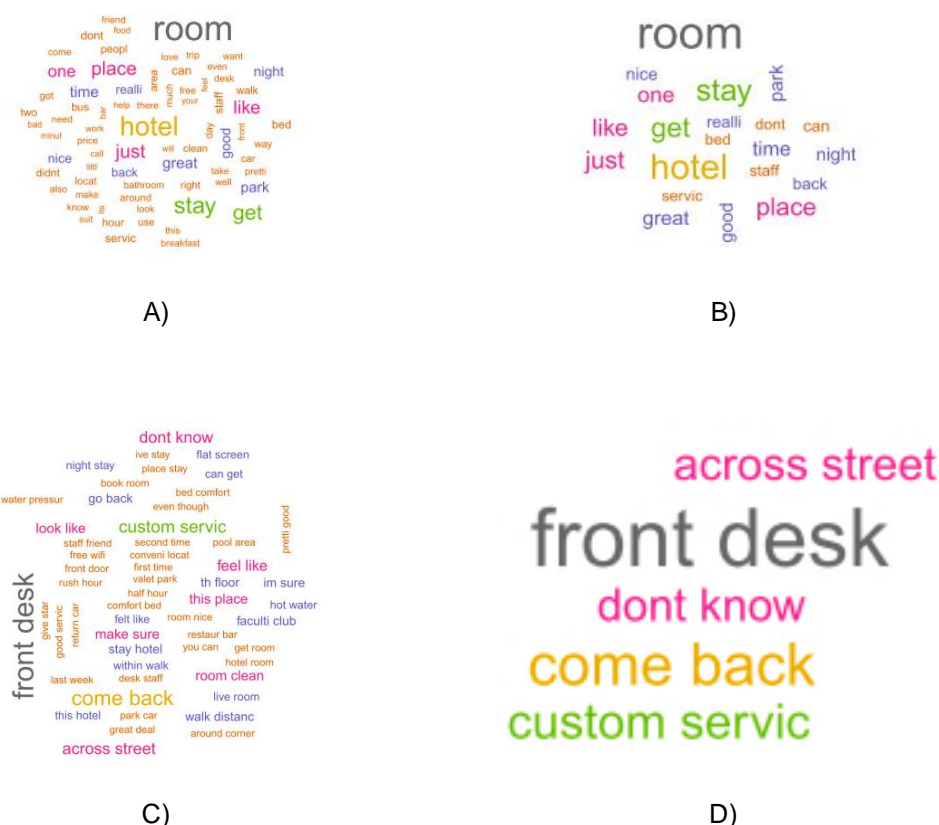 friend
food
dont
room
come
peopl
love
trip
want
one
place
area
can
even
desk
night
got
time
realli
much
free
your
feel
staff
walk
two
bus
bar
help
there
like
bad
need
work
hotel
day
good
front
bed
minut
price
way
call
just
will
clean
nice
littl
great
car
didnt
back
take
pretti
locat
bathroom
right
well
park
also
make
around
know
its
look
stay
get
suit
hour
use
servic
this
breakfast
A)
room
nice
one
stay
park
like
get
realli
bed
dont
can
just
hotel
time
staff
night
back
servic
great
good
place
B)
dont know
ive stay
flat screen
night stay
place stay
can get
book room
water pressur
go back
bed comfort
even though
look like
custom servic
pretti good
staff friend
second time
pool area
free wifi
conveni locat
front door
first time
feel like
rush hour
valet park
th floor
im sure
half hour
this place
front desk
give star
good servic
return car
comfort bed
hot water
felt like
room nice
faculti club
make sure
restaur bar
stay hotel
you can
get room
within walk
hotel room
last week
desk staff
room clean
come back
live room
this hotel
park car
walk distanc
great deal
around corner
across street
C)
across street
front desk
dont know
come back
custom servic
D)